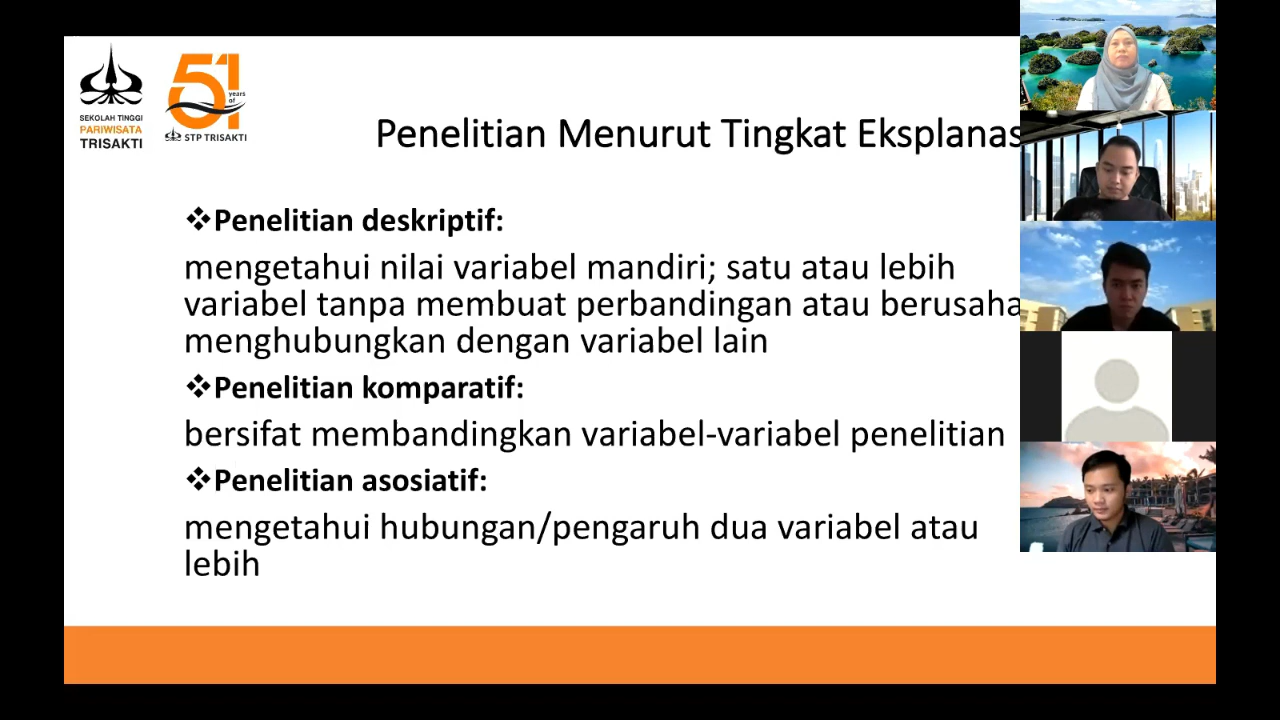 SEKOLAH TINGGI
PARIWISATA
TRISAKTI
51
years
of
STP TRISAKTI
Penelitian Menurut Tingkat Eksplanas
❖Penelitian deskriptif:
mengetahui nilai variabel mandiri; satu atau lebih
variabel tanpa membuat perbandingan atau berusaha
menghubungkan dengan variabel lain
❖Penelitian komparatif:
bersifat membandingkan variabel-variabel penelitian
❖Penelitian asosiatif:
mengetahui hubungan/pengaruh dua variabel atau
lebih